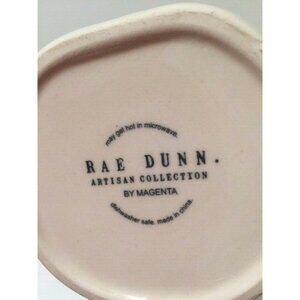 may get hot in microwave.
RAE DUNN.
ARTISAN COLLECTION
BY MAGENTA
dishwasher safe. made in china.